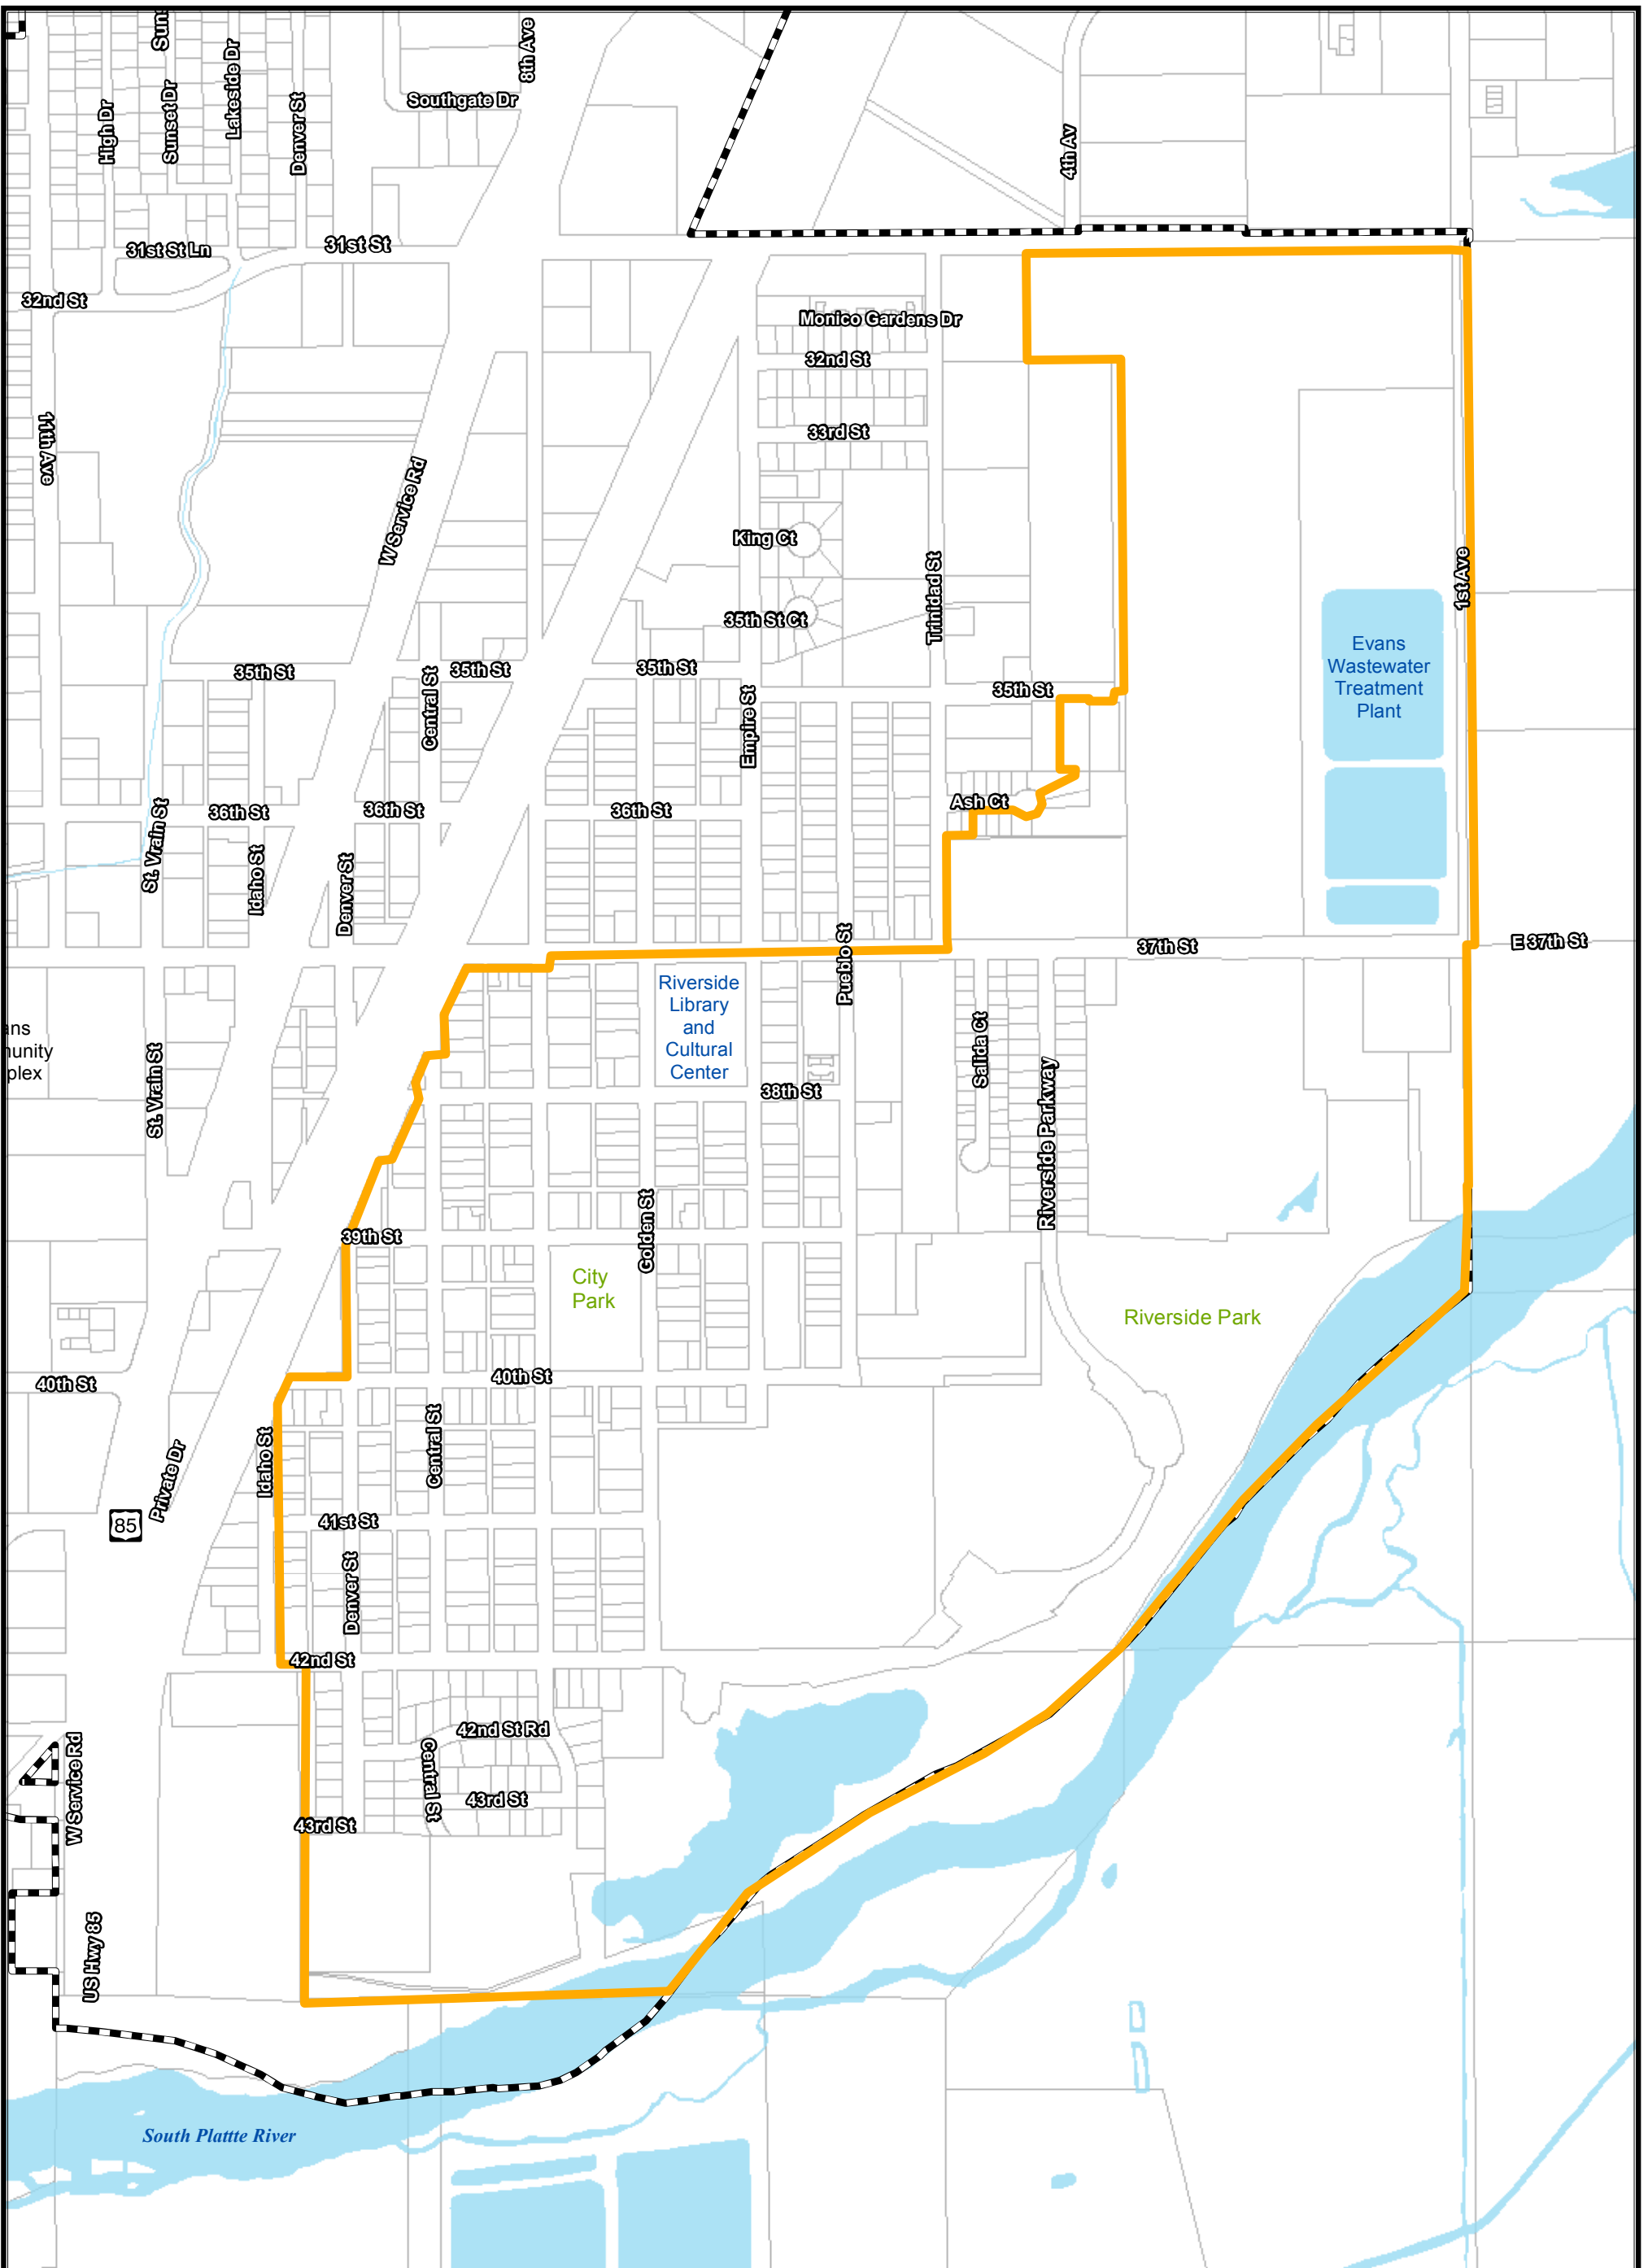 Sun
8th Ave
Southgate Dr
Lakeside Dr
Sunset Dr
Denver St
High Dr
4th Av
31st St Ln
31st St
32nd St
Monico Gardens Dr
32nd St
33rd St
14th Ave
W Service Rd
King Ct
35th St Ct
Trinidad St
1st Ave
Evans
Wastewater
Treatment
Plant
35th St
35th St
35th St
35th St
Central St
Empire St
36th St
36th St
36th St
Ash Ct
St. Vrain St
Idaho St
Denver St
Pueblo St
37th St
E 37th St
Riverside
Library
and
Cultural
Center
ans
nunity
plex
St. Vrain St
Salida Ct
38th St
Riverside Parkway
Golden St
39th St
City
Park
Riverside Park
40th St
40th St
Central St
Idaho St
Private Dr
85
41st St
Denver St
42nd St
42nd St Rd
Central St
43rd St
43rd St
W Service Rd
US Hwy 85
South Plattte River